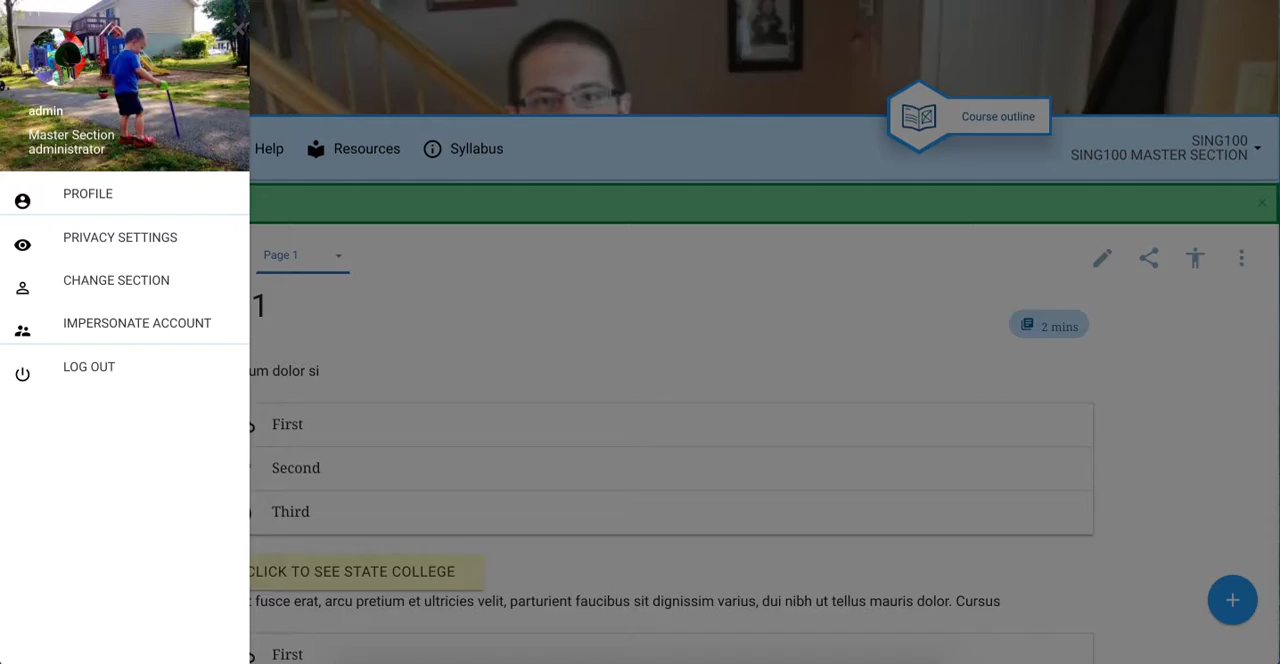 admin
Master Section
administrator
PROFILE
PRIVACY SETTINGS
CHANGE SECTION
IMPERSONATE ACCOUNT
LOG OUT
Course outline
Help
Resources
Syllabus
SING100
SING100 MASTER SECTION
Page 1
1
2 mins
um dolor si
First
Second
Third
CLICK TO SEE STATE COLLEGE
fusce erat, arcu pretium et ultricies velit, parturient faucibus sit dignissim varius, dui nibh ut tellus mauris dolor. Cursus
First